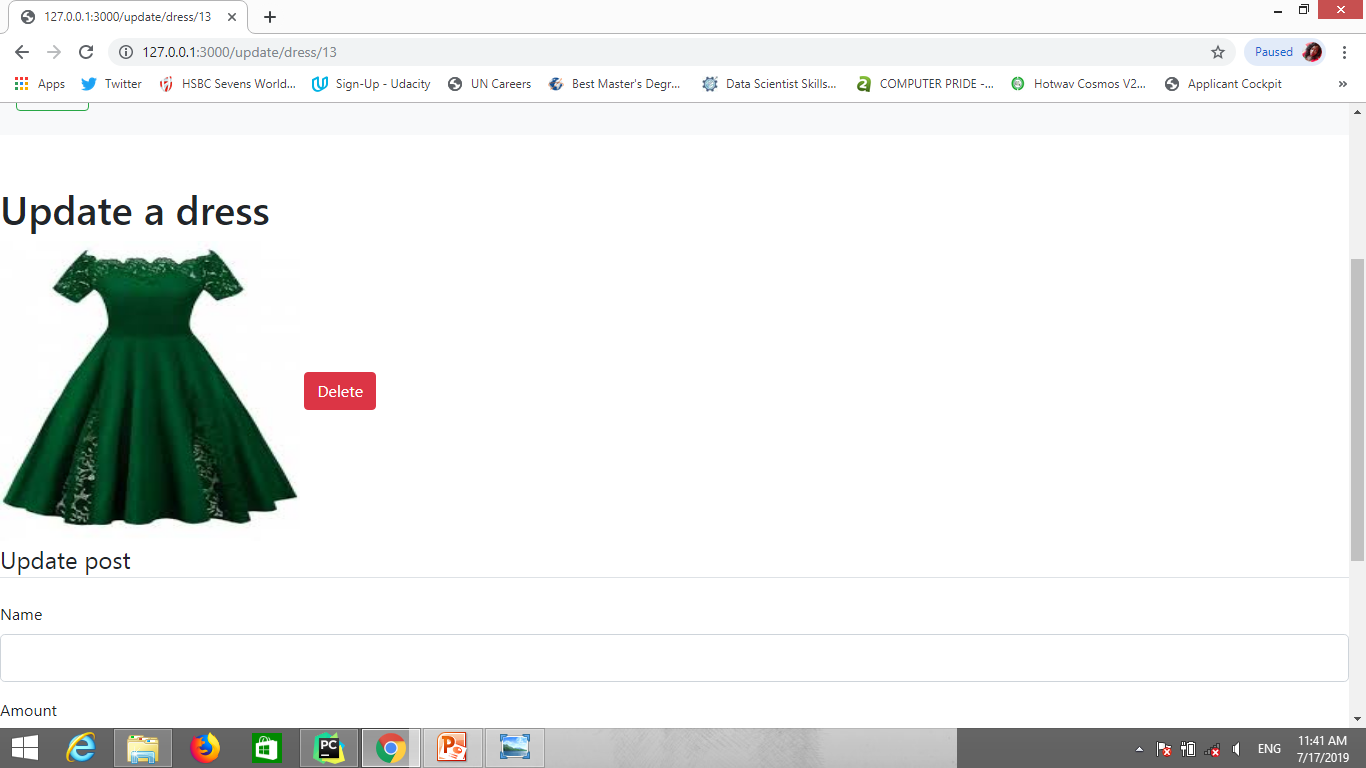 127.0.0.1:3000/update/dress/13
127.0.0.1:3000/update/dress/13
Paused
Apps Twitter HSBC Sevens World... Sign-Up - Udacity UN Careers Best Master's Degr... Data Scientist Skills... COMPUTER PRIDE -... Hotwav Cosmos V2... Applicant Cockpit »
Update a dress
Delete
Update post
Name
Amount
PC
ENG
11:41 AM
7/17/2019